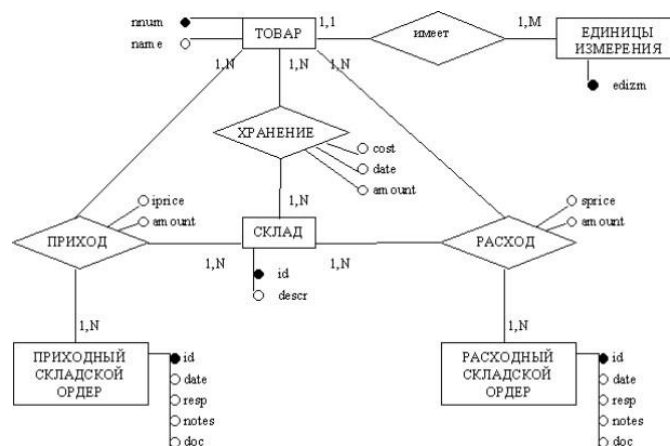 nnum
name
ТОВАР
1,1
имеет
1,M
ЕДИНИЦЫ
ИЗМЕРЕНИЯ
edizm
1,N
1,N
1,N
ХРАНЕНИЕ
cost
date
amount
1,N
iprice
amount
sprice
amount
ПРИХОД
СКЛАД
РАСХОД
1,N
1,N
id
descr
1,N
1,N
ПРИХОДНЫЙ
СКЛАДСКОЙ
ОРДЕР
id
date
resp
notes
doc
РАСХОДНЫЙ
СКЛАДСКОЙ
ОРДЕР
id
date
resp
notes
doc